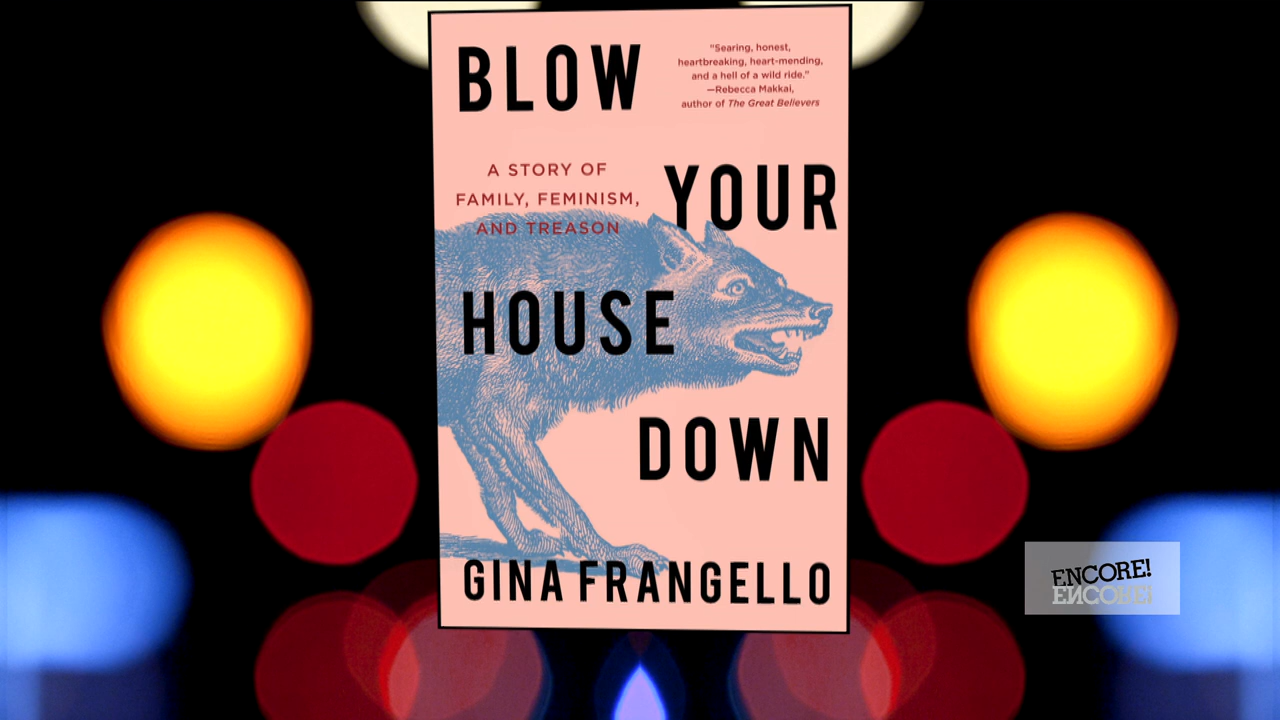 BLOW
“Searing, honest,
heartbreaking, heart-mending,
and a hell of a wild ride.”
—Rebecca Makkai,
author of The Great Believers
A STORY OF
FAMILY, FEMINISM,
AND TREASON
YOUR
HOUSE
DOWN
GINA FRANGELLO
ENCORE!
ENCORE!